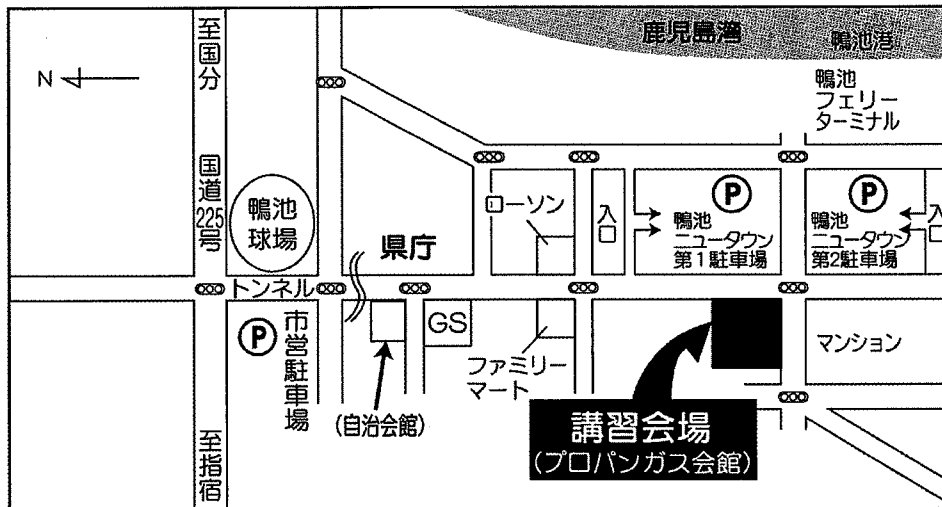 鹿児島湾
鴨池港
N
至国分
国道225号
鴨池
球場
県庁
ローソン
入口
P
鴨池
ニュータウン
第1駐車場
鴨池
フェリー
ターミナル
P
鴨池
ニュータウン
第2駐車場
入口
トンネル
P
市営駐車場
至指宿
GS
(自治会館)
ファミリー
マート
マンション
講習会場
(プロパンガス会館)